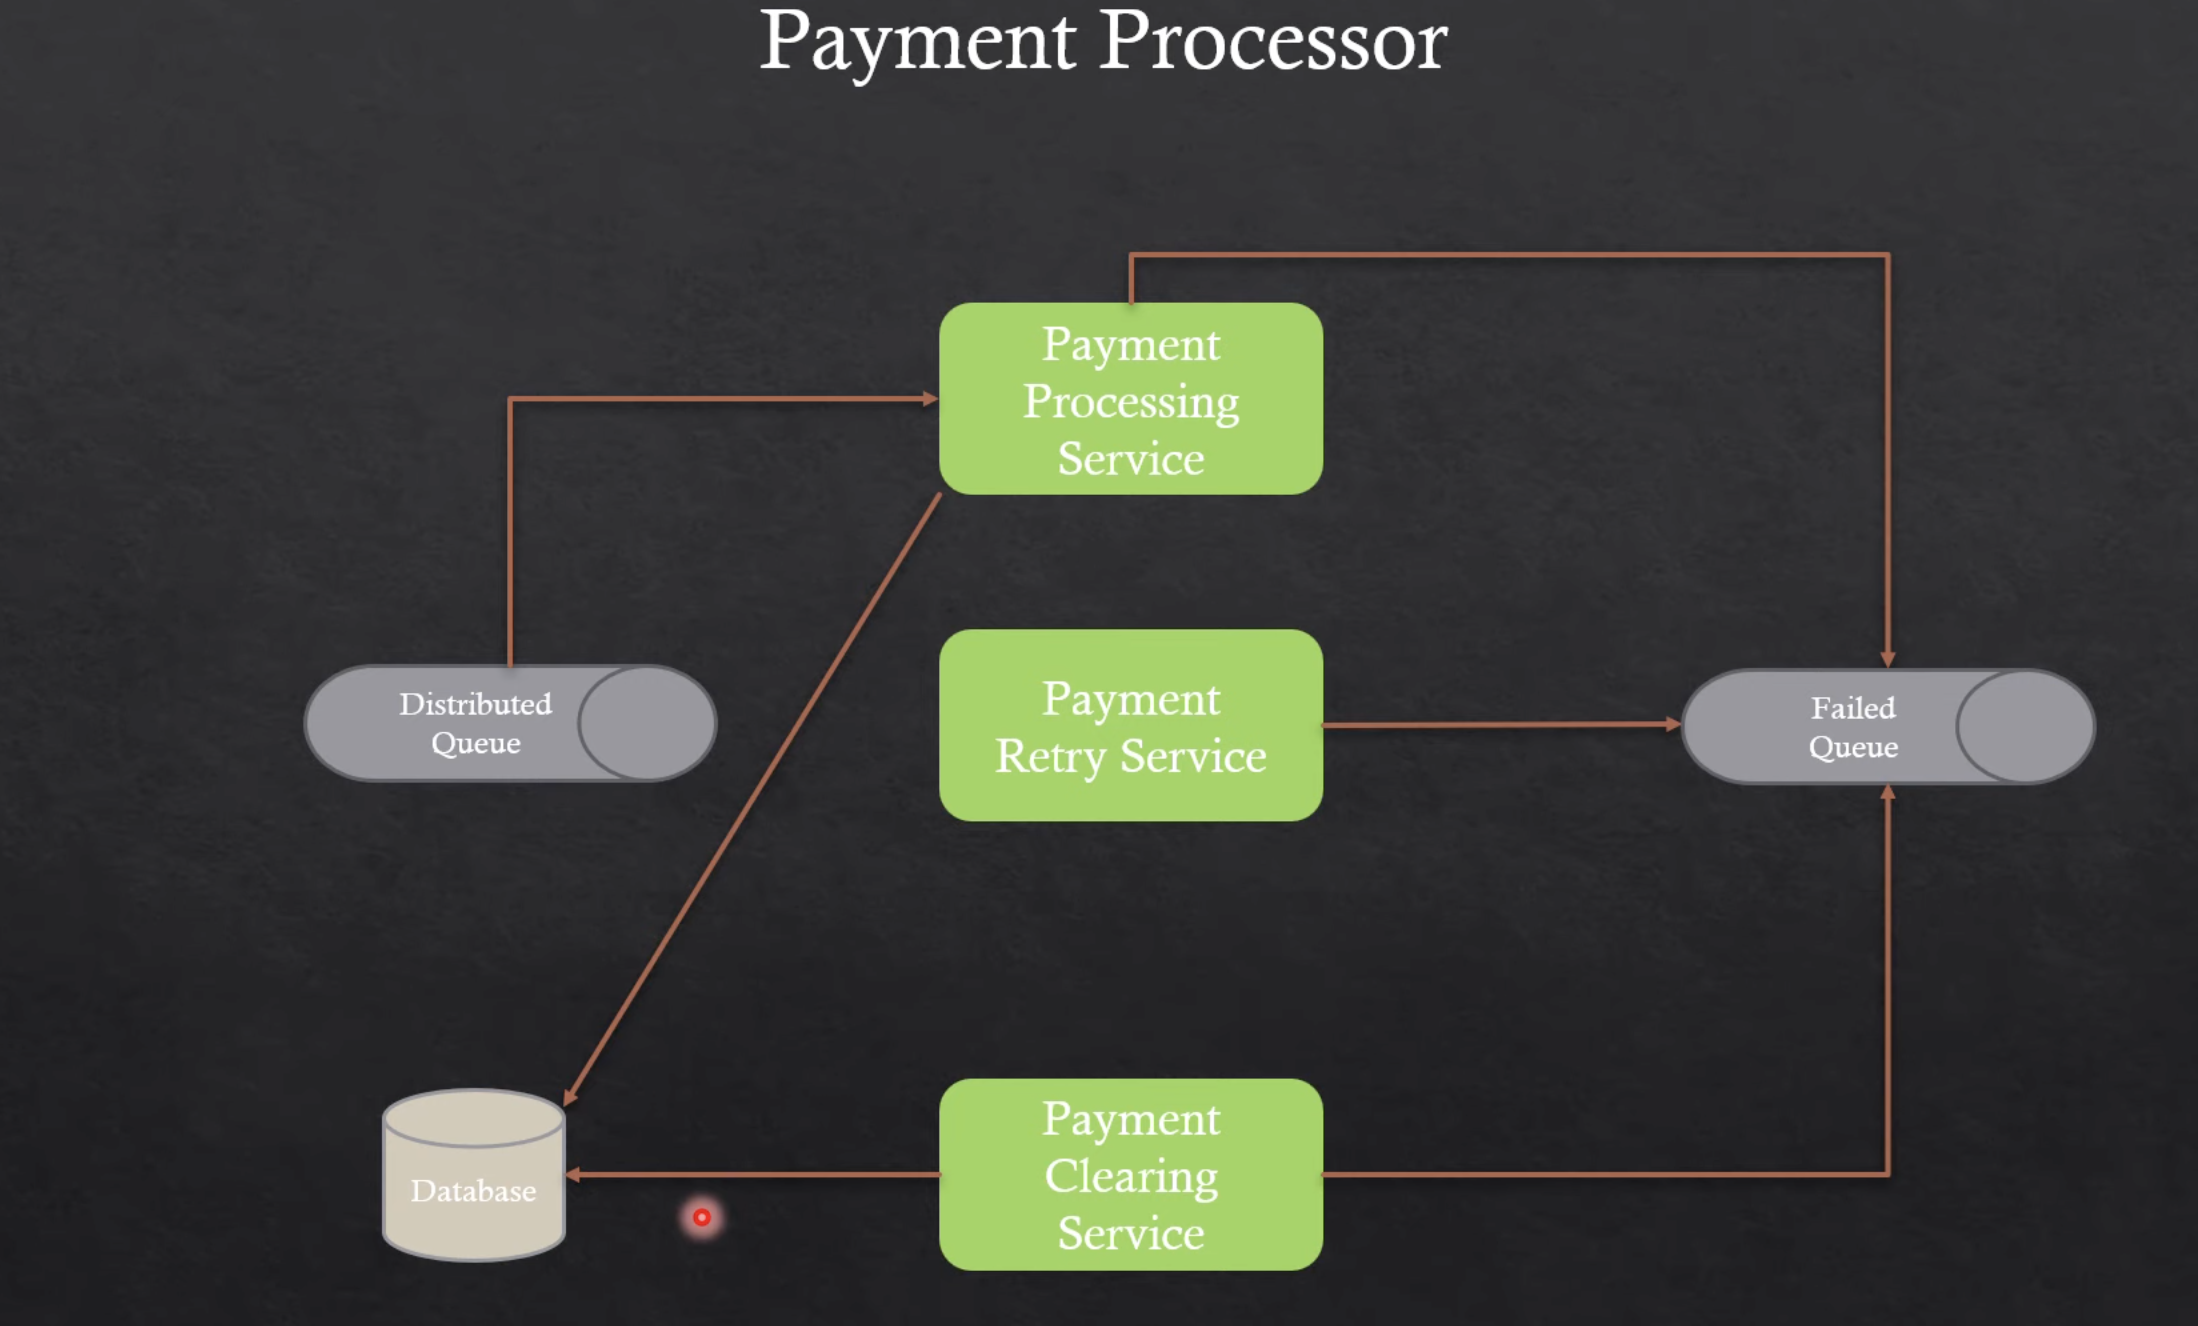 Payment Processor
Payment
Processing
Service
Distributed
Queue
Payment
Retry Service
Failed
Queue
Database
Payment
Clearing
Service